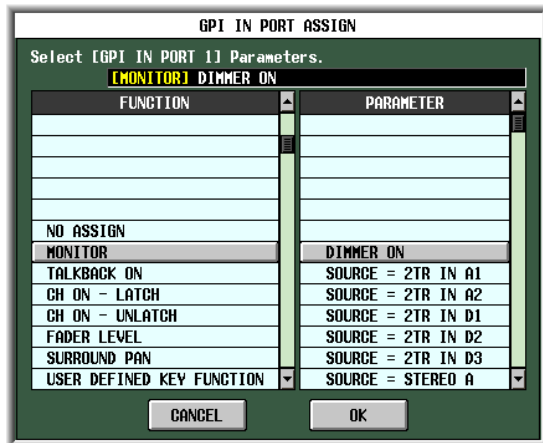 GPI IN PORT ASSIGN
Select [GPI IN PORT 1] Parameters.
[MONITOR] DIMMER ON
FUNCTION
PARAMETER
NO ASSIGN
MONITOR
DIMMER ON
TALKBACK ON
SOURCE = 2TR IN A1
CH ON - LATCH
SOURCE = 2TR IN A2
CH ON - UNLATCH
SOURCE = 2TR IN D1
FADER LEVEL
SOURCE = 2TR IN D2
SURROUND PAN
SOURCE = 2TR IN D3
USER DEFINED KEY FUNCTION
SOURCE = STEREO A
CANCEL
OK